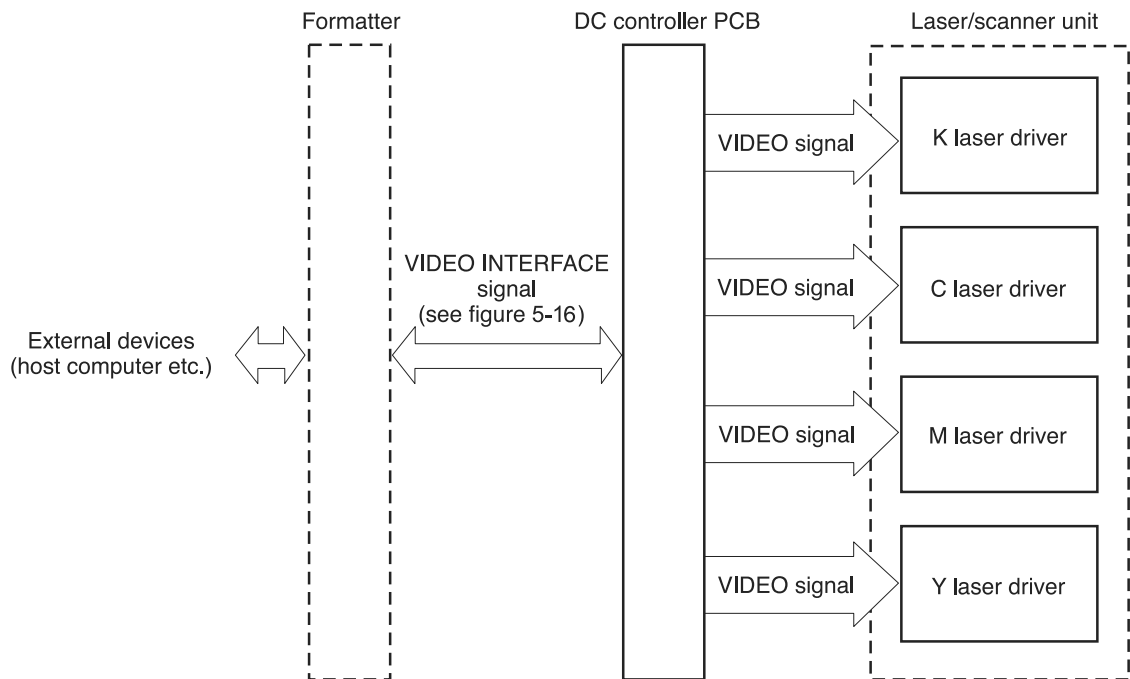 Formatter
DC controller PCB
Laser/scanner unit
VIDEO signal
K laser driver
VIDEO INTERFACE
signal
(see figure 5-16)
VIDEO signal
C laser driver
External devices
(host computer etc.)
VIDEO signal
M laser driver
VIDEO signal
Y laser driver